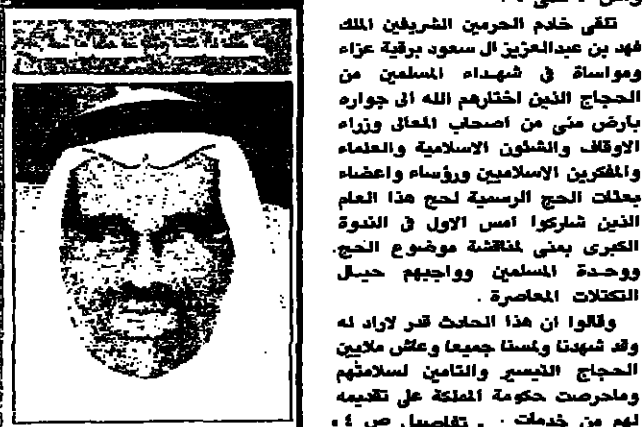 تلقى خادم الحرمين الشريفين الملك
فهد بن عبدالعزيز ال سعود برقية عزاء
ومواساة في شهداء المسلمين من
الحجاج الذين اختارهم الله الى جواره
بارض منى من اصحاب المعالي وزراء
الاوقاف والشئون الاسلامية والعلماء
والمفكرين الاسلاميين ورؤساء واعضاء
بعثات الحج الرسمية لحج هذا العام
الذين شاركوا امس الاول في الندوة
الكبرى بمنى لمناقشة موضوع الحج.
ووحدة المسلمين وواجبهم حيال
التكتلات المعاصرة .
وقالوا ان هذا الحادث قدر لاراد له
وقد شهدنا ولمسنا جميعا وعاش ملايين
الحجاج التيسير والتامين لسلامتهم
وماحرصت حكومة المملكة على تقديمه
لهم من خدمات . . تفاصيل ص ٤ .